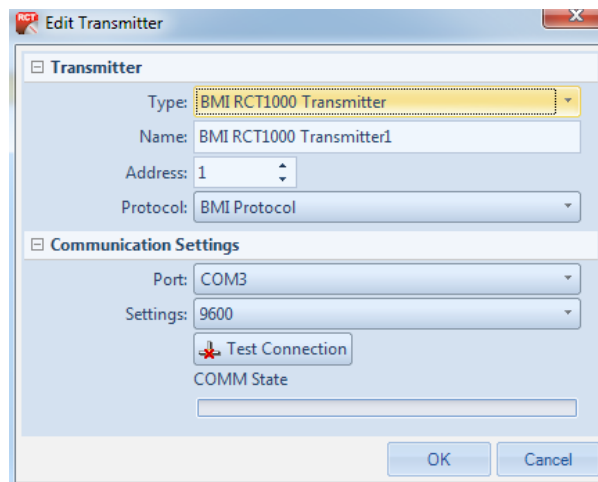 RCT Edit Transmitter
Transmitter
Type: BMI RCT1000 Transmitter
Name: BMI RCT1000 Transmitter1
Address: 1
Protocol: BMI Protocol
Communication Settings
Port: COM3
Settings: 9600
Test Connection
COMM State
OK Cancel